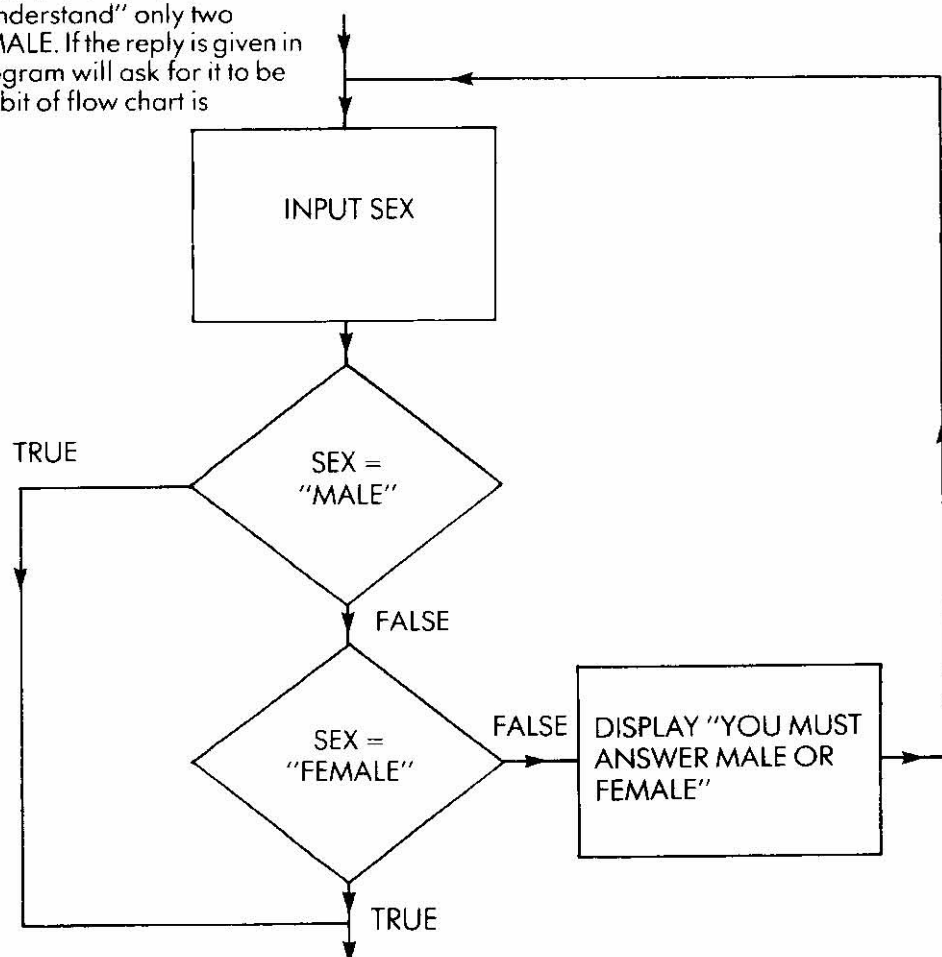 nderstand" only two
MALE. If the reply is given in
ogram will ask for it to be
bit of flow chart is
INPUT SEX
TRUE
SEX =
"MALE"
FALSE
SEX =
"FEMALE"
FALSE
DISPLAY "YOU MUST
ANSWER MALE OR
FEMALE"
TRUE